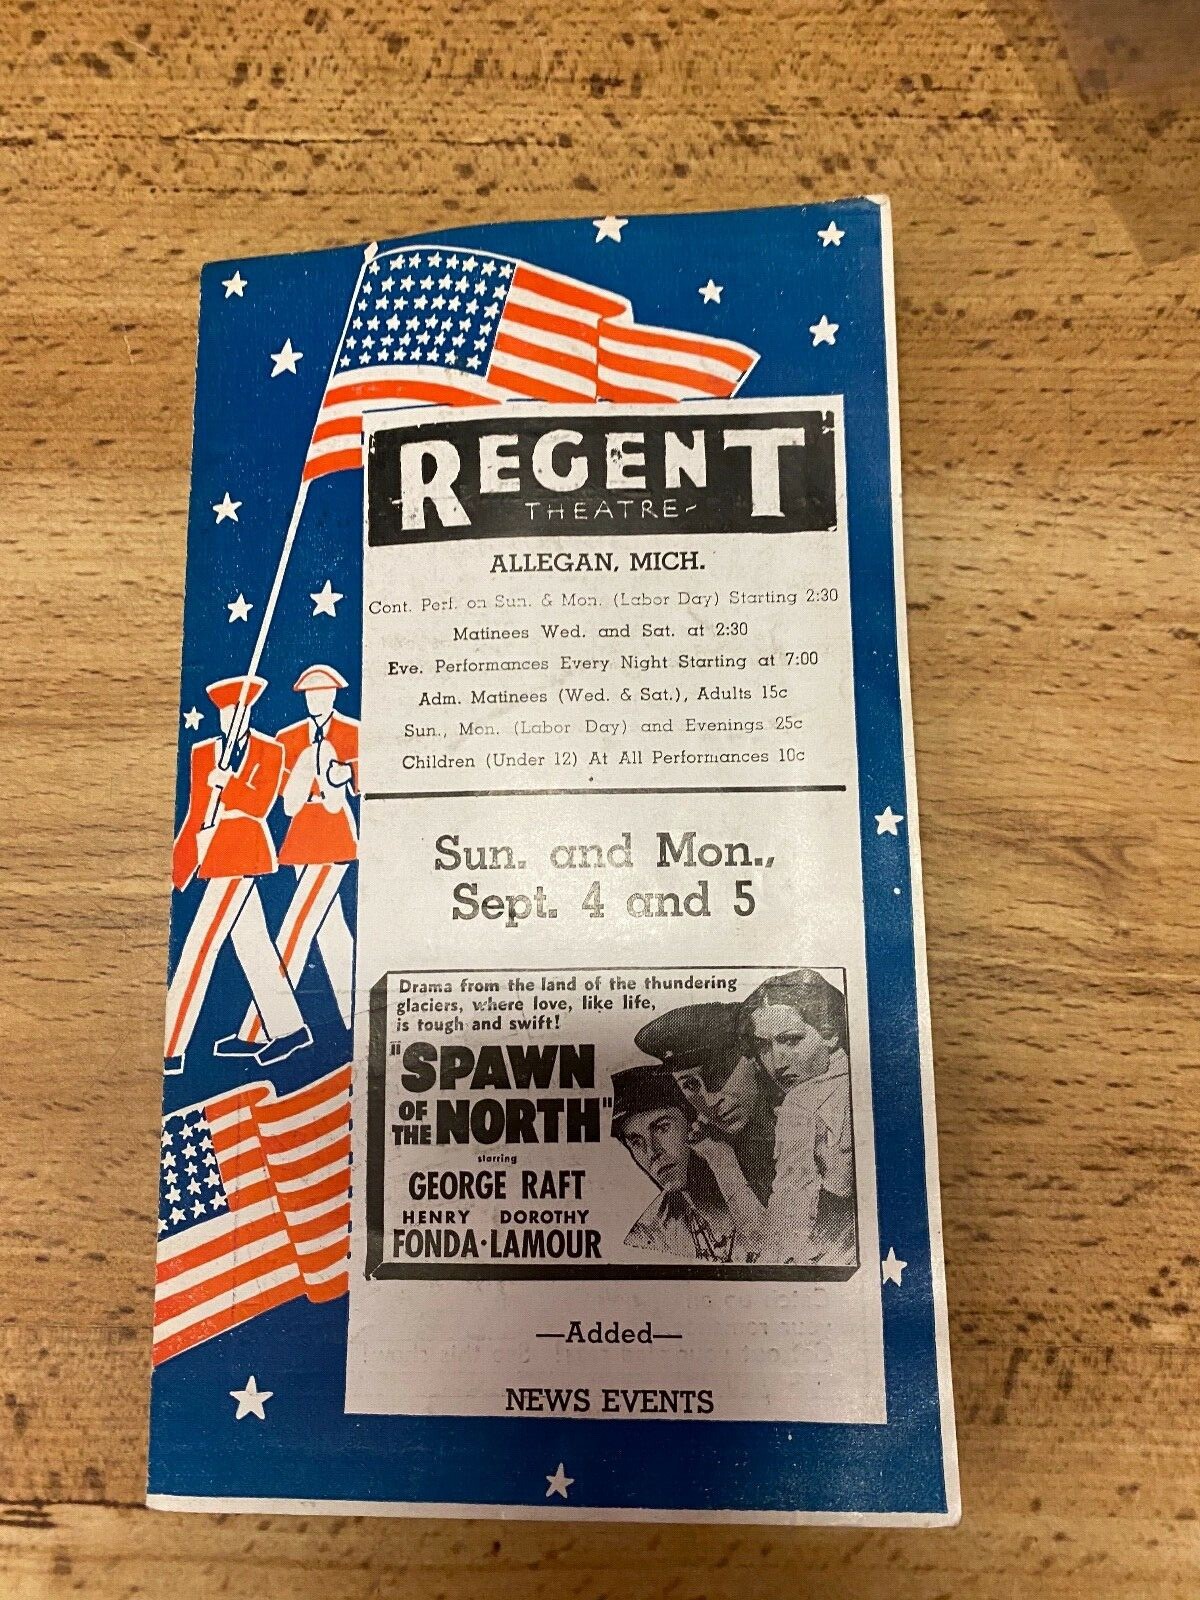 REGENT
THEATRE
ALLEGAN, MICH.
Cont. Perf. on Sun. & Mon. (Labor Day) Starting 2:30
Matinees Wed. and Sat. at 2:30
Eve. Performances Every Night Starting at 7:00
Adm. Matinees (Wed. & Sat.), Adults 15c
Sun., Mon. (Labor Day) and Evenings 25c
Children (Under 12) At All Performances 10c
Sun. and Mon.,
Sept. 4 and 5
Drama from the land of the thundering
glaciers, where love, like life,
is tough and swift!
"SPAWN
OF
THE NORTH"
starring
GEORGE RAFT
HENRY DOROTHY
FONDA·LAMOUR
—Added—
NEWS EVENTS